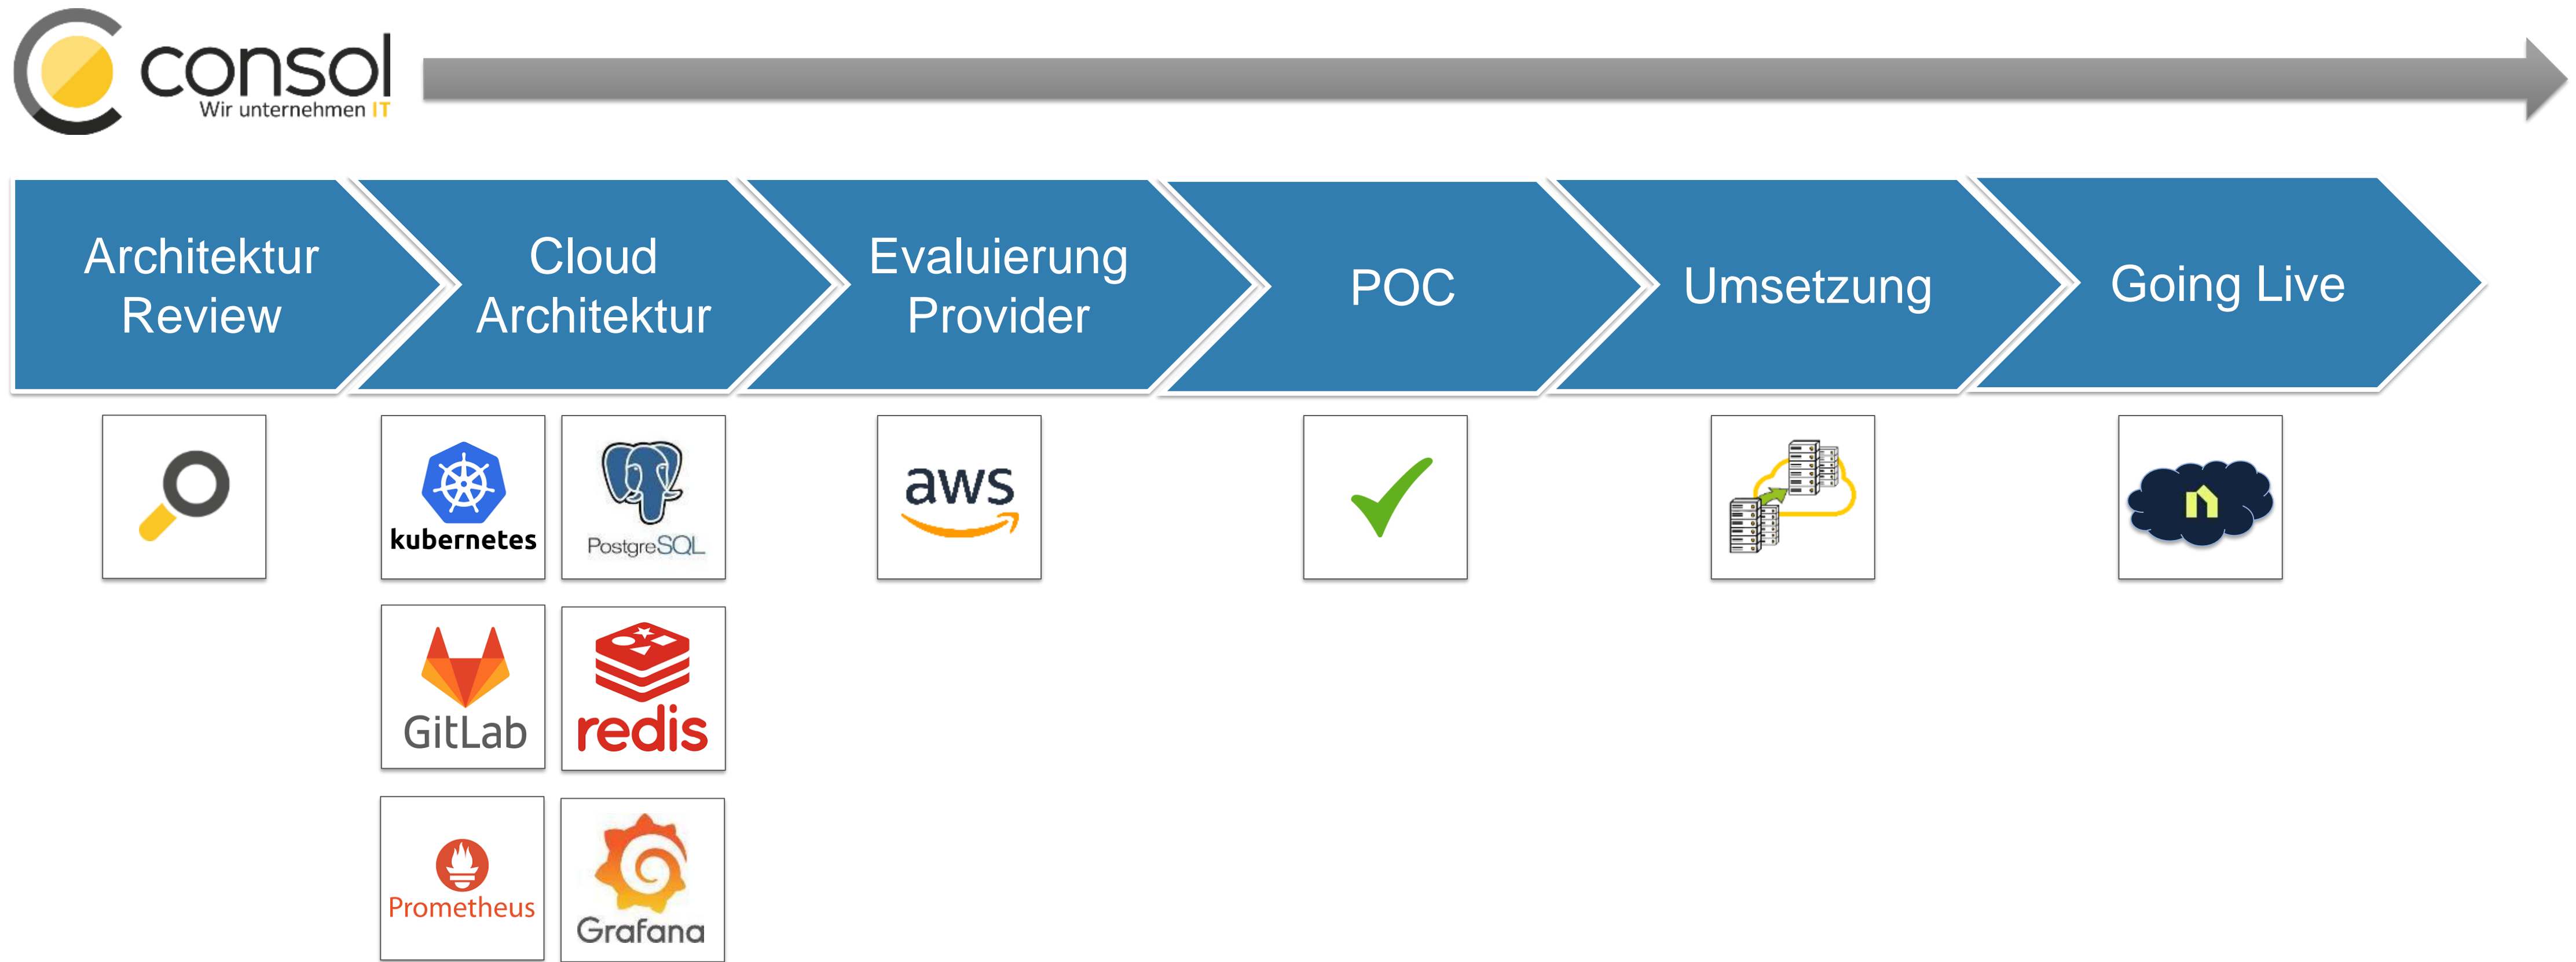 consol
Wir unternehmen IT
Architektur
Review
Cloud
Architektur
Evaluierung
Provider
POC
Umsetzung
Going Live
kubernetes
PostgreSQL
aws
n
GitLab
redis
Prometheus
Grafana